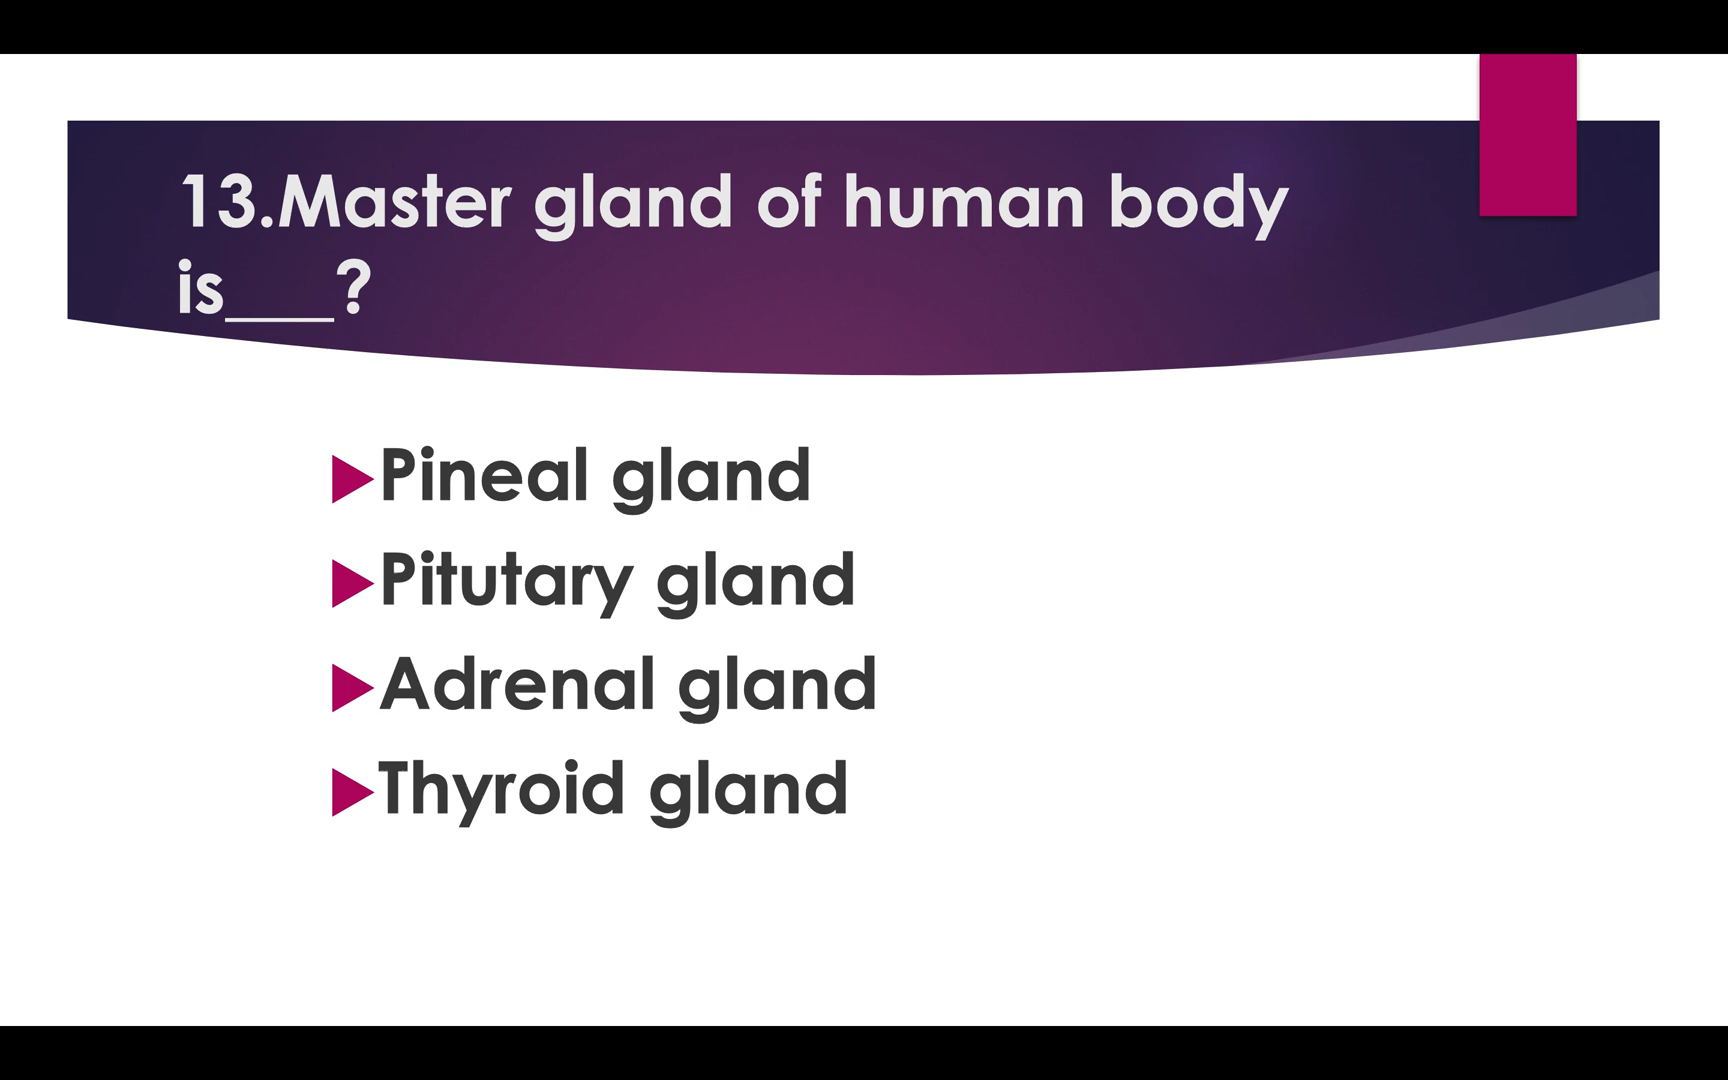 13.Master gland of human body
is___?
Pineal gland
Pitutary gland
Adrenal gland
Thyroid gland